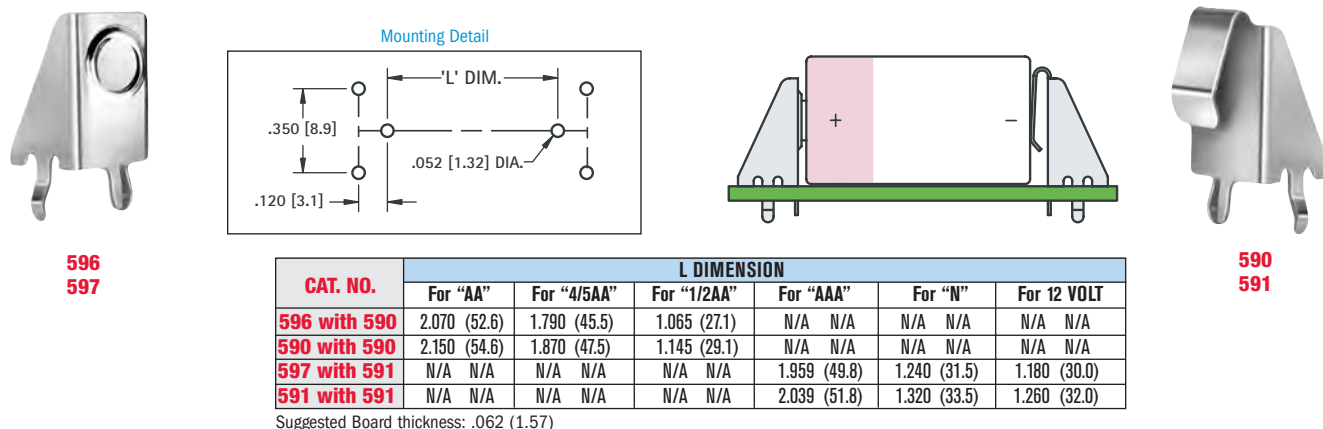 Mounting Detail
'L' DIM.
.350 [8.9]
.052 [1.32] DIA.
.120 [3.1]
+ −
596
597
590
591
CAT. NO. L DIMENSION
For “AA” For “4/5AA” For “1/2AA” For “AAA” For “N” For 12 VOLT
596 with 590 2.070 (52.6) 1.790 (45.5) 1.065 (27.1) N/A N/A N/A N/A N/A N/A
590 with 590 2.150 (54.6) 1.870 (47.5) 1.145 (29.1) N/A N/A N/A N/A N/A N/A
597 with 591 N/A N/A N/A N/A N/A N/A 1.959 (49.8) 1.240 (31.5) 1.180 (30.0)
591 with 591 N/A N/A N/A N/A N/A N/A 2.039 (51.8) 1.320 (33.5) 1.260 (32.0)
Suggested Board thickness: .062 (1.57)